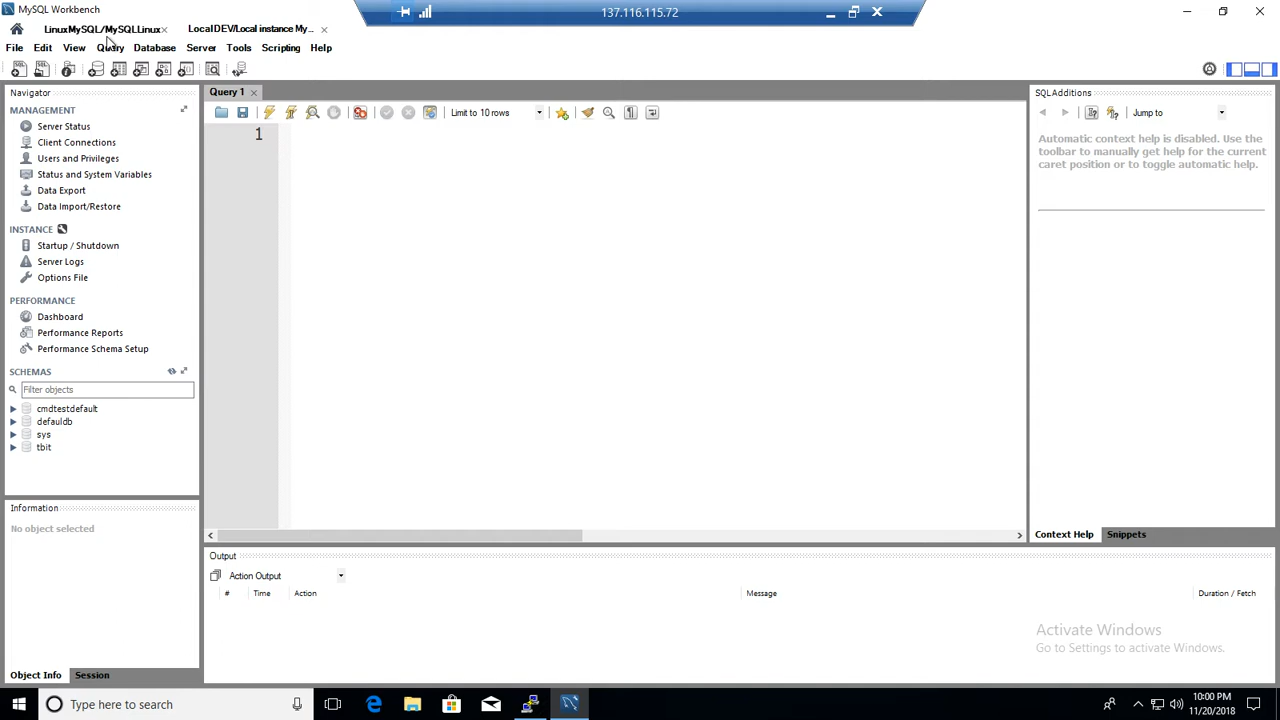 MySQL Workbench
137.116.115.72
LinuxMySQL/MySQLLinux
LocalDEV/Local instance My...
File Edit View Query Database Server Tools Scripting Help
Navigator
Query 1
SQLAdditions
MANAGEMENT
Server Status
Client Connections
Users and Privileges
Status and System Variables
Data Export
Data Import/Restore
INSTANCE
Startup / Shutdown
Server Logs
Options File
PERFORMANCE
Dashboard
Performance Reports
Performance Schema Setup
SCHEMAS
Filter objects
cmdtestdefault
defauldb
sys
tbit
Information
No object selected
Object Info Session
Limit to 10 rows
1
Jump to
Automatic context help is disabled. Use the
toolbar to manually get help for the current
caret position or to toggle automatic help.
Context Help Snippets
Output
Action Output
# Time Action Message Duration / Fetch
Activate Windows
Go to Settings to activate Windows.
Type here to search
10:00 PM
11/20/2018